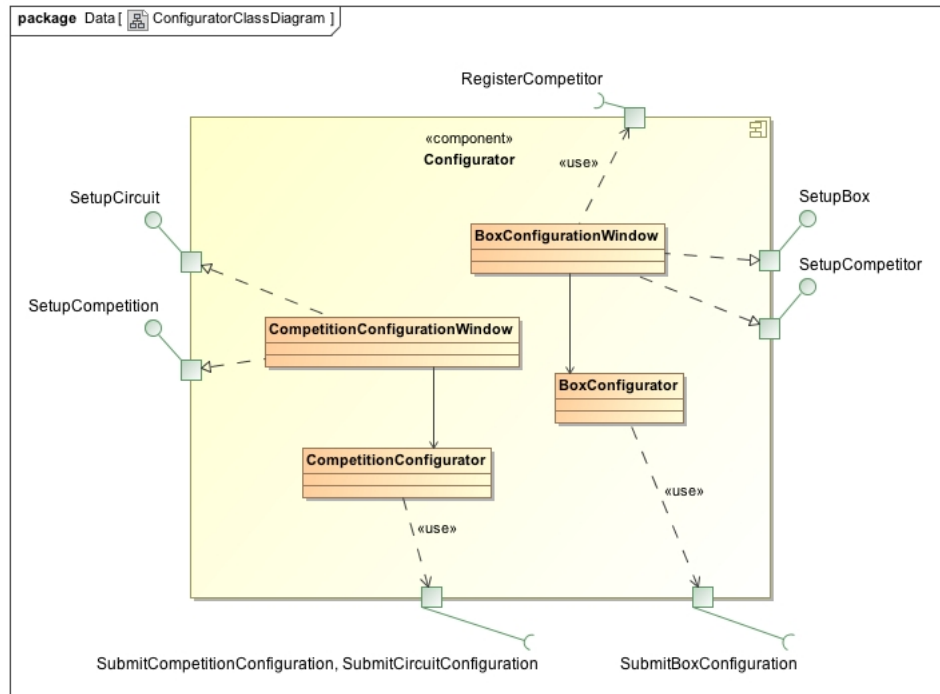 package Data [ ConfiguratorClassDiagram ]
RegisterCompetitor
«component»
Configurator
«use»
SetupCircuit
SetupBox
BoxConfigurationWindow
SetupCompetitor
SetupCompetition
CompetitionConfigurationWindow
BoxConfigurator
CompetitionConfigurator
«use»
«use»
SubmitCompetitionConfiguration, SubmitCircuitConfiguration
SubmitBoxConfiguration